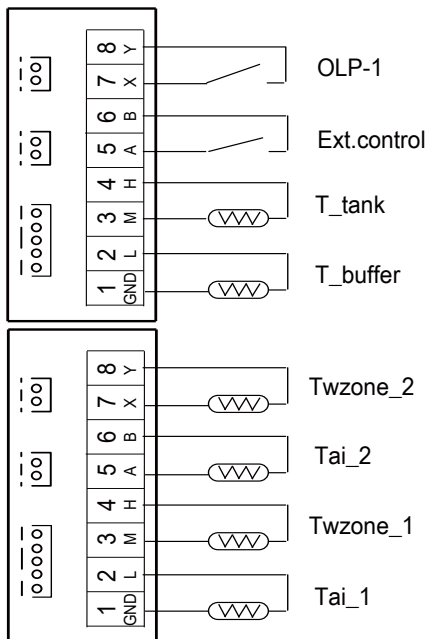 8 Y
7 X
OLP-1
6 B
5 A
Ext.control
4 H
3 M
T_tank
2 L
1 GND
T_buffer
8 Y
7 X
Twzone_2
6 B
5 A
Tai_2
4 H
3 M
Twzone_1
2 L
1 GND
Tai_1